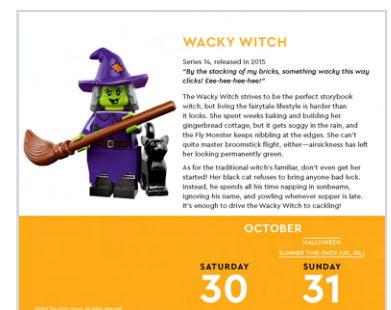 WACKY WITCH
Series 14, released in 2015
"By the stacking of my bricks, something wacky this way
clicks! Eee-hee-hee-hee!"
The Wacky Witch strives to be the perfect storybook
witch, but living the fairytale lifestyle is harder than
it looks. She spent weeks baking and building her
gingerbread cottage, but it gets soggy in the rain, and
the Fly Monster keeps nibbling at the edges. She can't
quite master broomstick flight, either—airsickness has left
her looking permanently green.
As for the traditional witch's familiar, don't even get her
started! Her black cat refuses to bring anyone bad luck.
Instead, he spends all his time napping in sunbeams,
ignoring his name, and yowling whenever supper is late.
It's enough to drive the Wacky Witch to cackling!
OCTOBER
HALLOWEEN
SUMMER TIME ENDS (UK, IRL)
SATURDAY SUNDAY
30 31